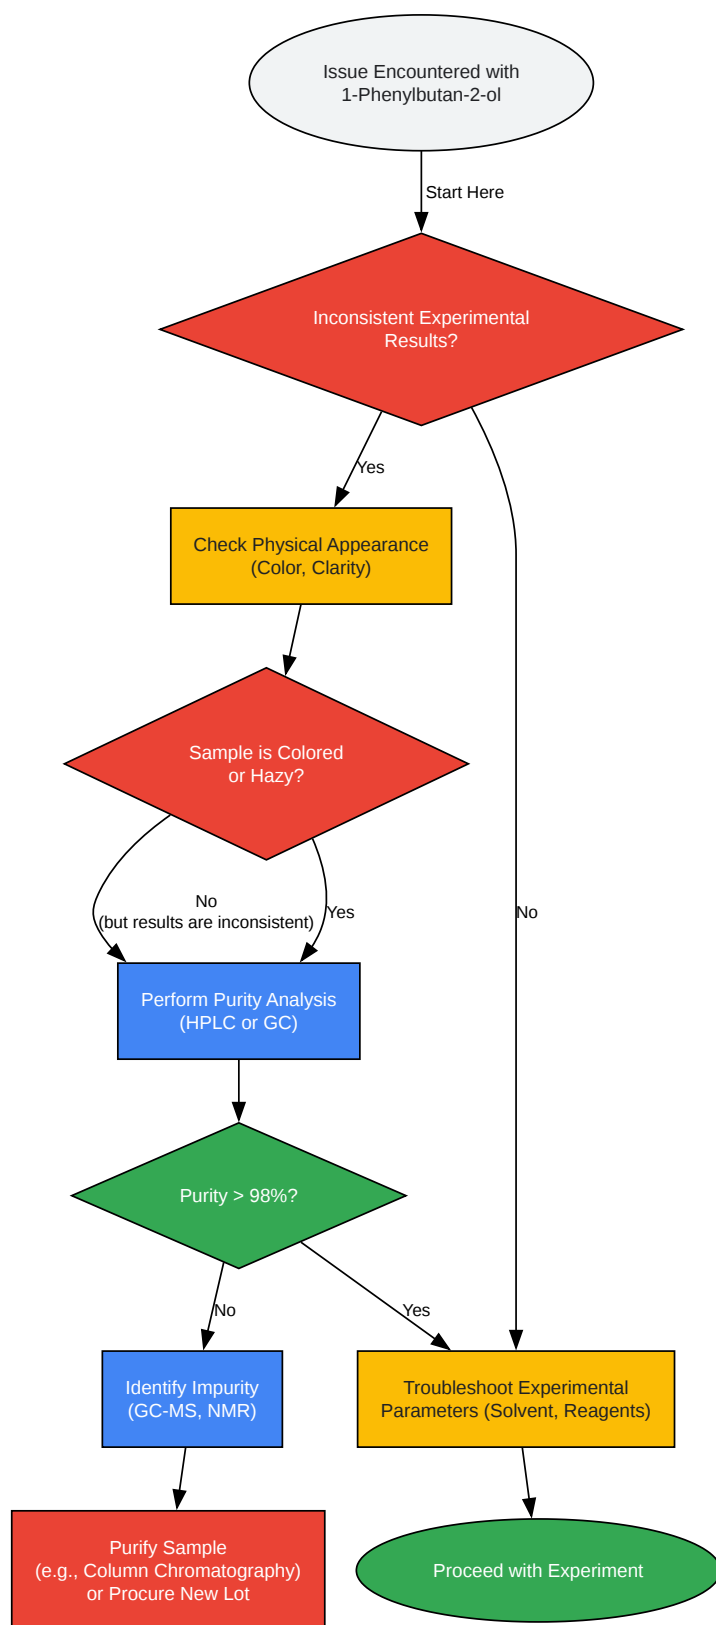 Issue Encountered with
1-Phenylbutan-2-ol
Start Here
Inconsistent Experimental
Results?
Yes
Check Physical Appearance
(Color, Clarity)
Sample is Colored
or Hazy?
No
(but results are inconsistent)
Yes
No
Perform Purity Analysis
(HPLC or GC)
Purity > 98%?
No
Yes
Identify Impurity
(GC-MS, NMR)
Troubleshoot Experimental
Parameters (Solvent, Reagents)
Purify Sample
(e.g., Column Chromatography)
or Procure New Lot
Proceed with Experiment